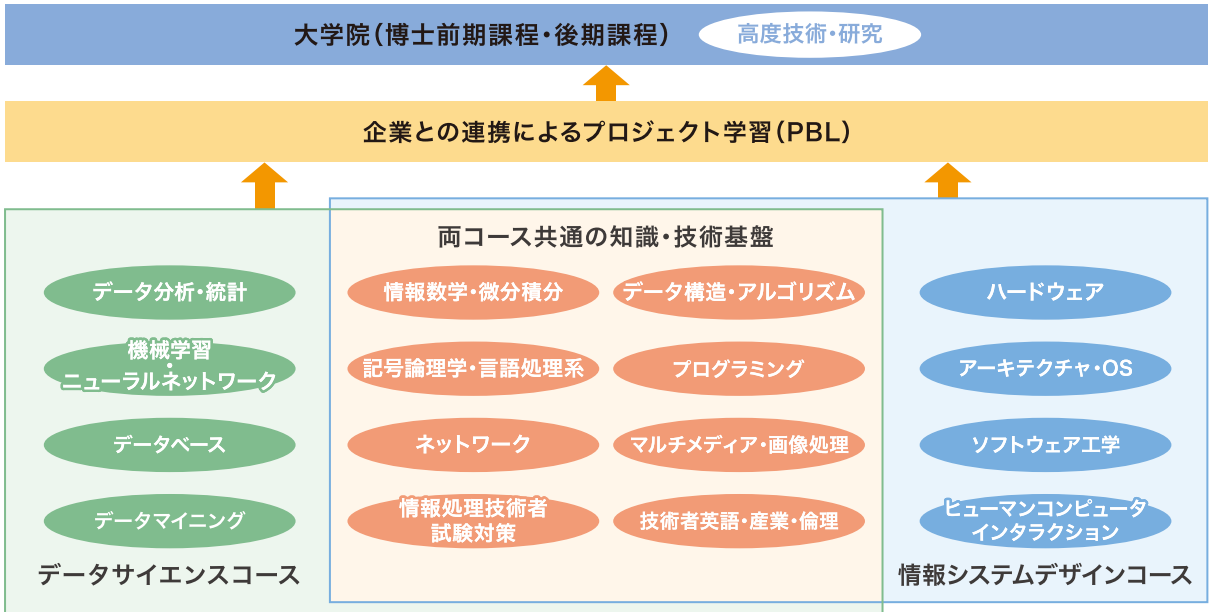 大学院（博士前期課程・後期課程）
高度技術・研究
企業との連携によるプロジェクト学習（PBL）
両コース共通の知識・技術基盤
データ分析・統計
機械学習
・
ニューラルネットワーク
データベース
データマイニング
データサイエンスコース
情報数学・微分積分
データ構造・アルゴリズム
記号論理学・言語処理系
プログラミング
ネットワーク
マルチメディア・画像処理
情報処理技術者
試験対策
技術者英語・産業・倫理
ハードウェア
アーキテクチャ・OS
ソフトウェア工学
ヒューマンコンピュータ
インタラクション
情報システムデザインコース